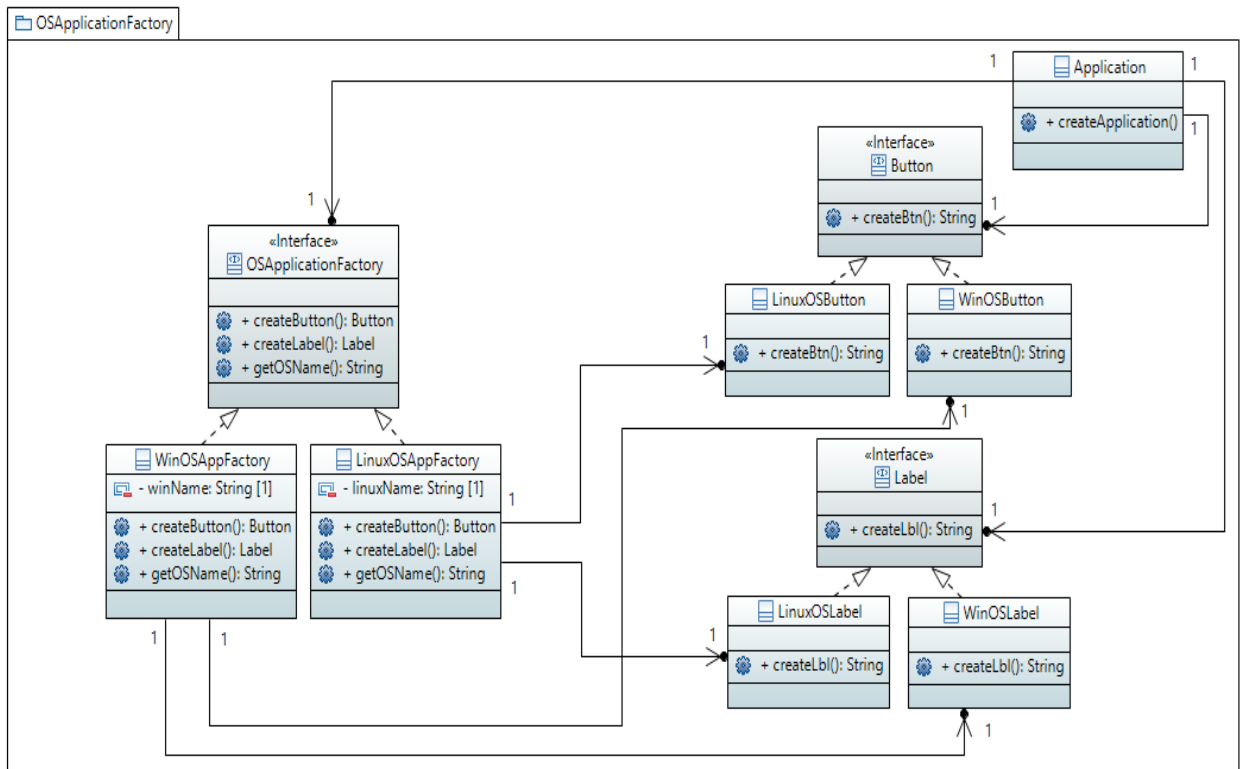 OSApplicationFactory
Application
+ createApplication()
1
1
1
«Interface»
Button
+ createBtn(): String
1
1
«Interface»
OSApplicationFactory
+ createButton(): Button
+ createLabel(): Label
+ getOSName(): String
LinuxOSButton
+ createBtn(): String
1
WinOSButton
+ createBtn(): String
1
WinOSAppFactory
- winName: String [1]
+ createButton(): Button
+ createLabel(): Label
+ getOSName(): String
1
1
LinuxOSAppFactory
- linuxName: String [1]
+ createButton(): Button
+ createLabel(): Label
+ getOSName(): String
1
1
«Interface»
Label
+ createLbl(): String
1
LinuxOSLabel
+ createLbl(): String
1
WinOSLabel
+ createLbl(): String
1